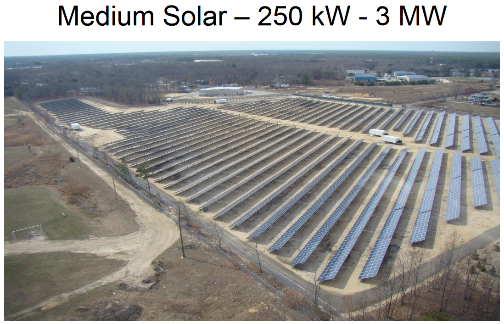 Medium Solar – 250 kW - 3 MW